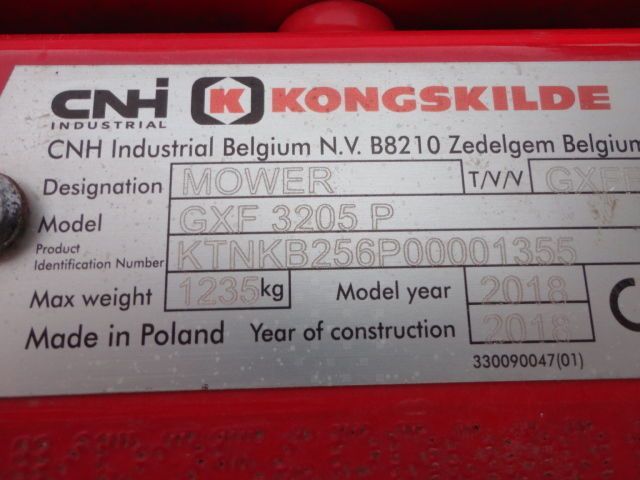 CNH INDUSTRIAL K KONGSKILDE
CNH Industrial Belgium N.V. B8210 Zedelgem Belgium
Designation MOWER T/V/V
Model GXF 3205 P
Product Identification Number KTNKB256P00001355
Max weight 1235 kg Model year 2018
Made in Poland Year of construction 2018
330090047(01)